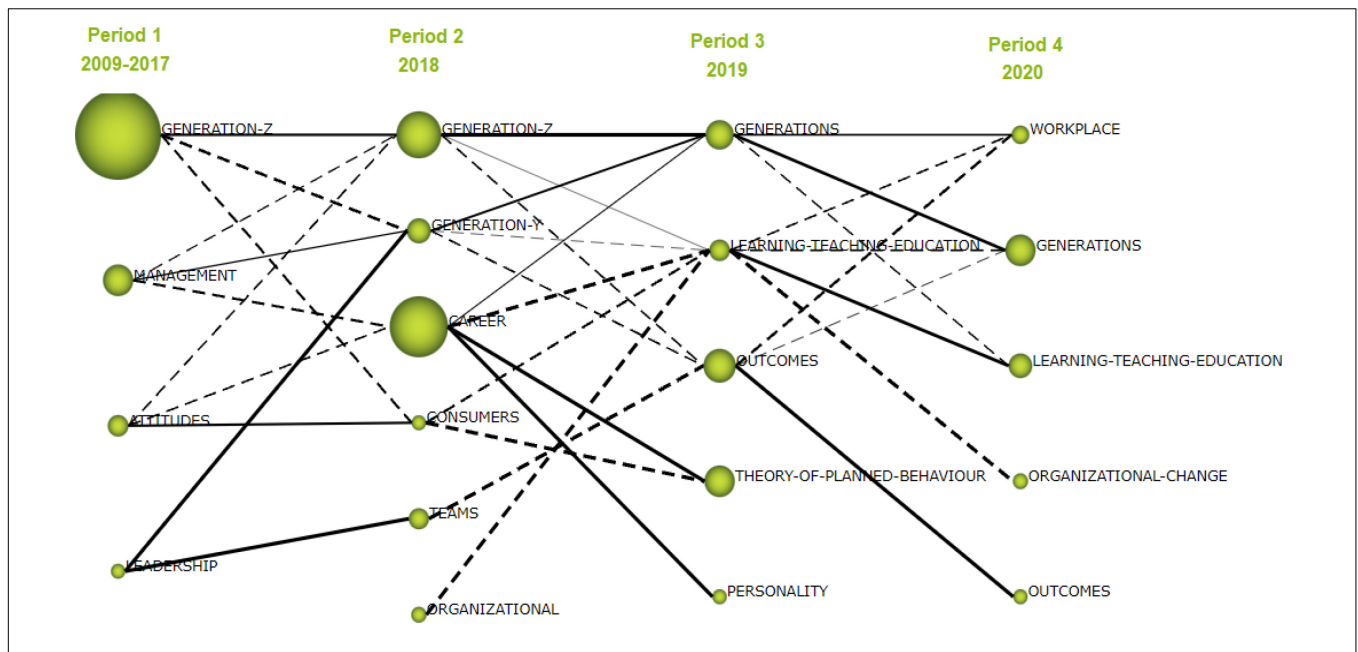 Period 1
2009-2017
Period 2
2018
Period 3
2019
Period 4
2020
GENERATION-Z
MANAGEMENT
ATTITUDES
LEADERSHIP
GENERATION-Z
GENERATION-Y
CAREER
CONSUMERS
TEAMS
ORGANIZATIONAL
GENERATIONS
LEARNING-TEACHING-EDUCATION
OUTCOMES
THEORY-OF-PLANNED-BEHAVIOUR
PERSONALITY
WORKPLACE
GENERATIONS
LEARNING-TEACHING-EDUCATION
ORGANIZATIONAL-CHANGE
OUTCOMES